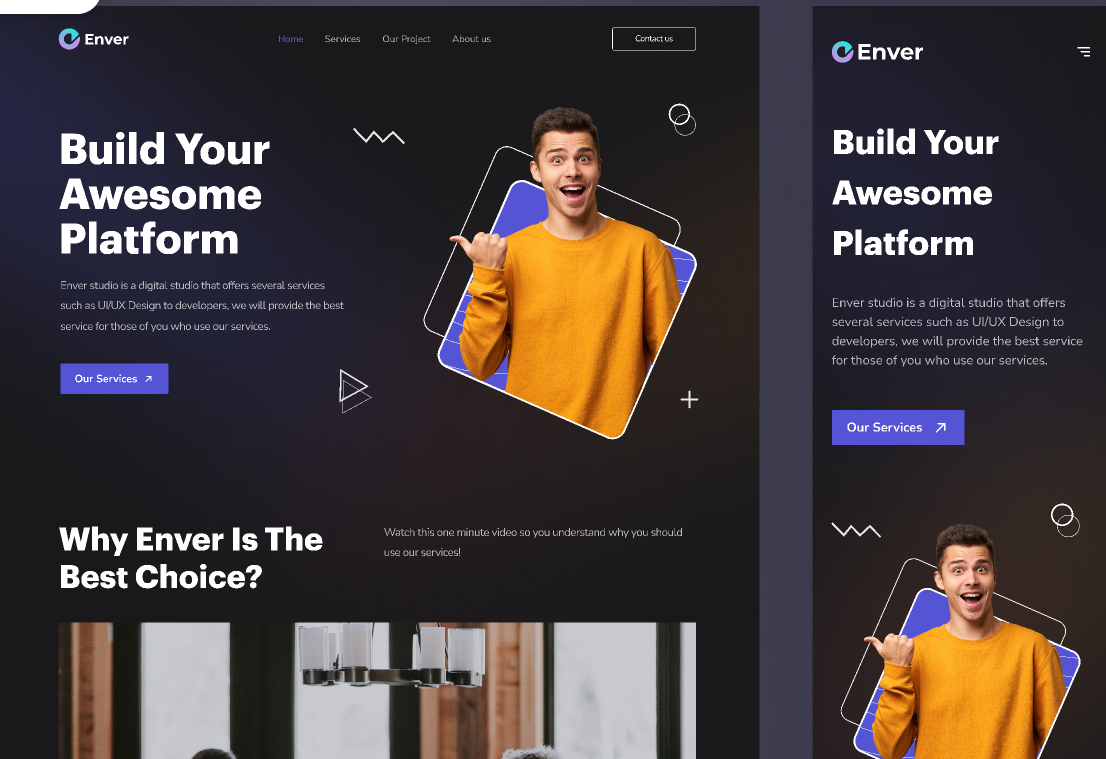 Enver
Home Services Our Project About us
Contact us
Build Your
Awesome
Platform
Enver studio is a digital studio that offers several services
such as UI/UX Design to developers, we will provide the best
service for those of you who use our services.
Our Services
Why Enver Is The
Best Choice?
Watch this one minute video so you understand why you should
use our services!
Enver
Build Your
Awesome
Platform
Enver studio is a digital studio that offers
several services such as UI/UX Design to
developers, we will provide the best service
for those of you who use our services.
Our Services